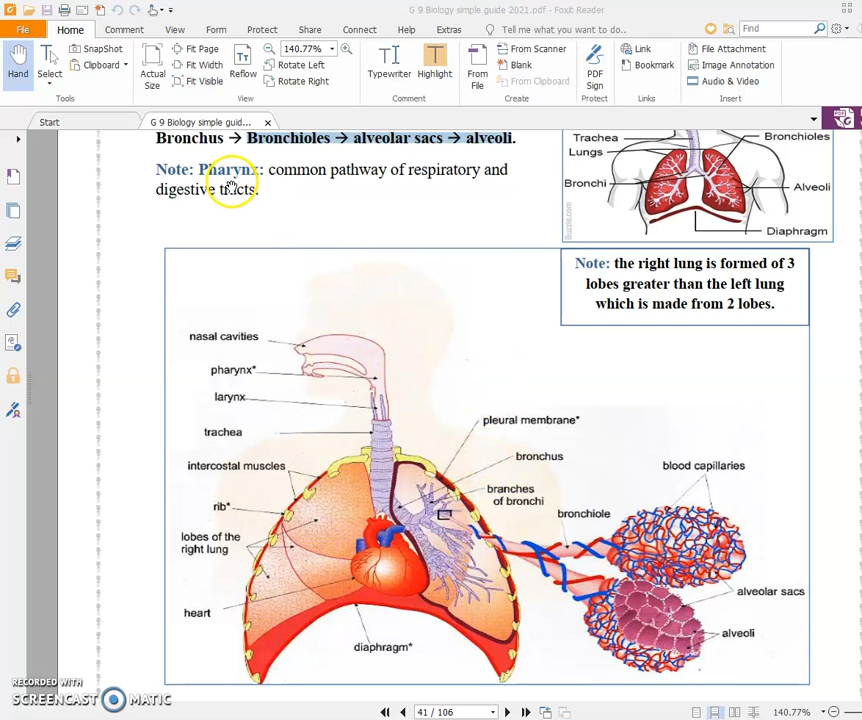 G 9 Biology simple guide 2021.pdf - Foxit Reader
File Home Comment View Form Protect Share Connect Help Extras Tell me what you want to do.. Find
Hand
Select
SnapShot
Clipboard
Actual Size
Fit Page
Fit Width
Fit Visible
Reflow
140.77%
Rotate Left
Rotate Right
Typewriter
Highlight
From File
From Scanner
Blank
From Clipboard
PDF Sign
Link
Bookmark
File Attachment
Image Annotation
Audio & Video
Tools View Comment Create Protect Links Insert
Start G 9 Biology simple guid...
Bronchus → Bronchioles → alveolar sacs → alveoli.
Note: Pharynx: common pathway of respiratory and
digestive tracts.
Trachea
Lungs
Bronchi
Bronchioles
Alveoli
Diaphragm
Buzzle.com
Note: the right lung is formed of 3
lobes greater than the left lung
which is made from 2 lobes.
nasal cavities
pharynx*
larynx
trachea
intercostal muscles
rib*
lobes of the
right lung
heart
diaphragm*
pleural membrane*
bronchus
branches
of bronchi
bronchiole
blood capillaries
alveolar sacs
alveoli
RECORDED WITH
SCREENCAST MATIC
41 / 106
140.77%